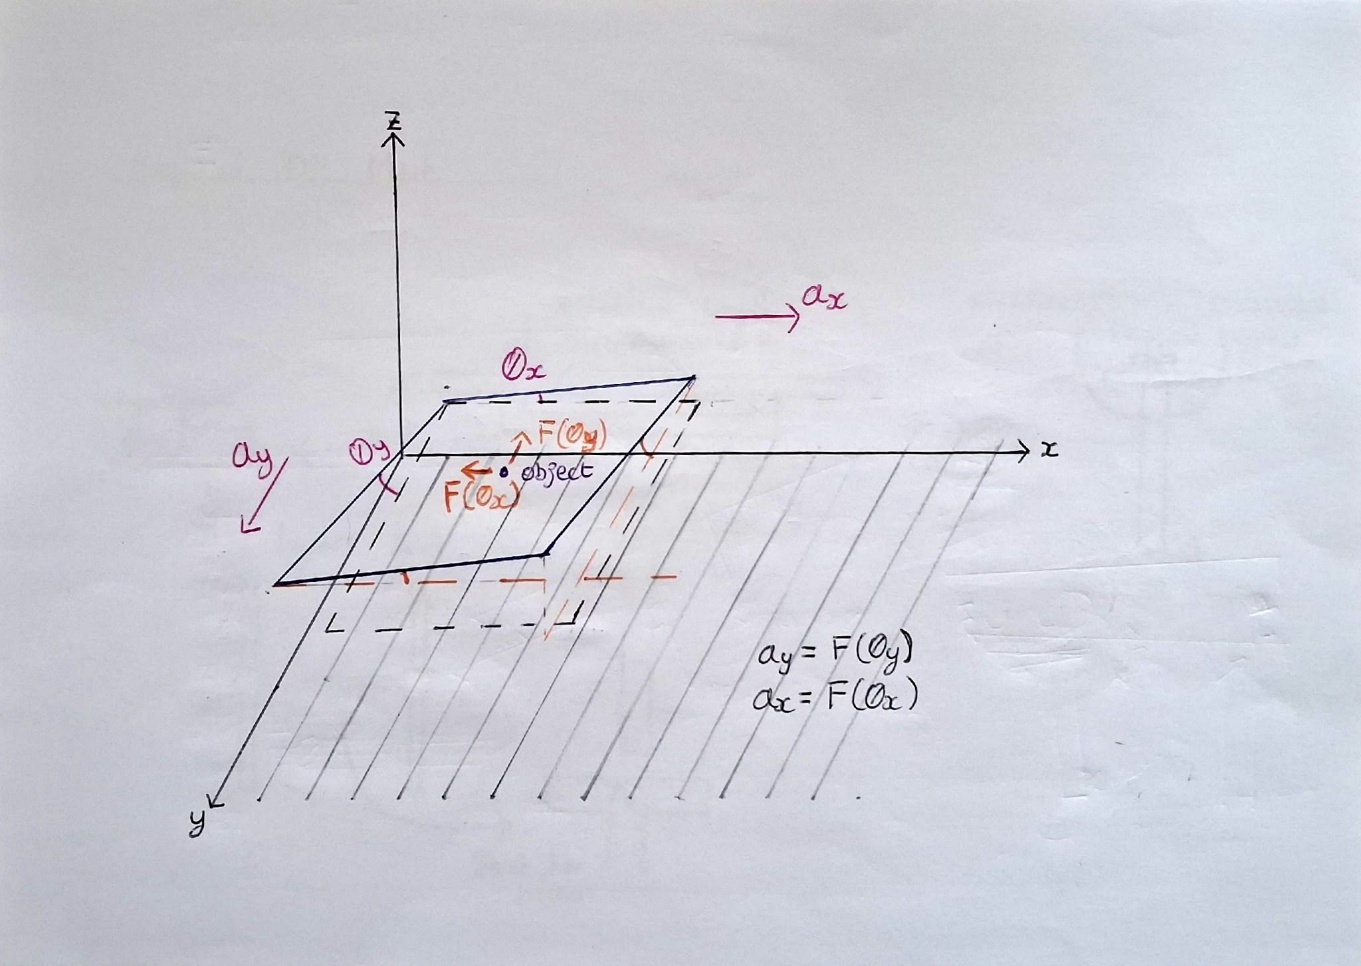 z
ax
θx
ay
θy
F(θy)
x
object
F(θx)
ay = F(θy)
ax = F(θx)
y